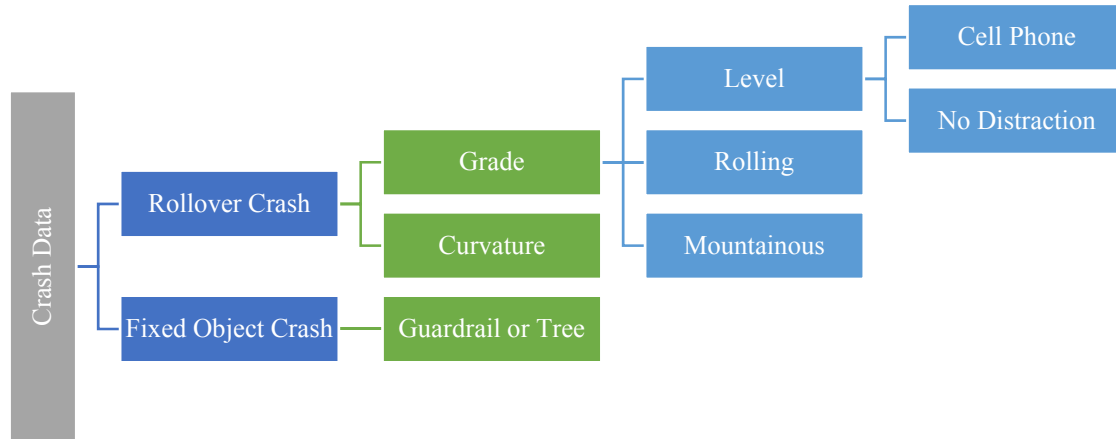 Crash Data
Rollover Crash
Fixed Object Crash
Grade
Curvature
Guardrail or Tree
Level
Rolling
Mountainous
Cell Phone
No Distraction